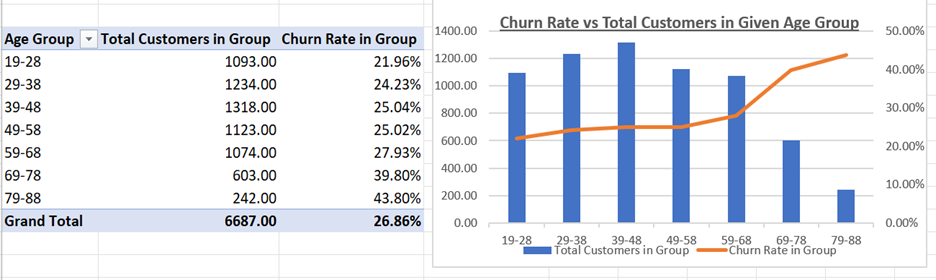 Age Group Total Customers in Group Churn Rate in Group
19-28 1093.00 21.96%
29-38 1234.00 24.23%
39-48 1318.00 25.04%
49-58 1123.00 25.02%
59-68 1074.00 27.93%
69-78 603.00 39.80%
79-88 242.00 43.80%
Grand Total 6687.00 26.86%
Churn Rate vs Total Customers in Given Age Group
1400.00 50.00%
1200.00 40.00%
1000.00
800.00 30.00%
600.00 20.00%
400.00
200.00 10.00%
0.00 0.00%
19-28 29-38 39-48 49-58 59-68 69-78 79-88
Total Customers in Group Churn Rate in Group